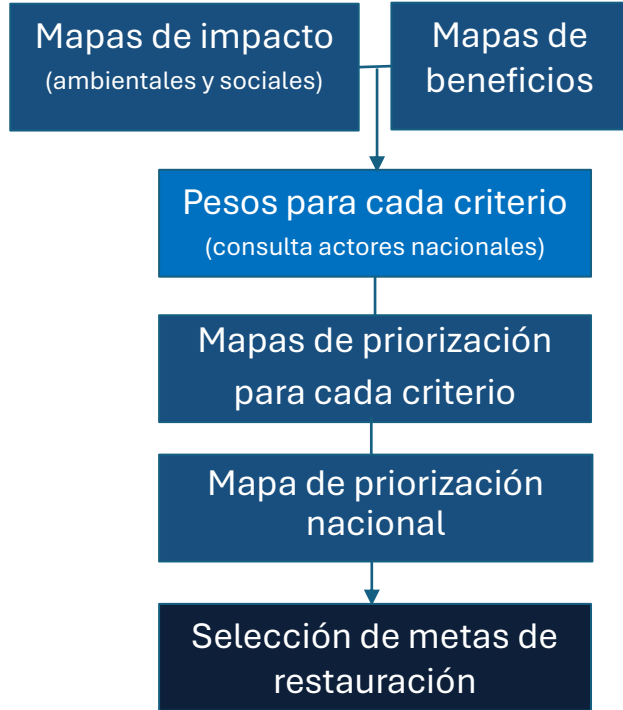 Mapas de impacto
(ambientales y sociales)
Mapas de
beneficios
Pesos para cada criterio
(consulta actores nacionales)
Mapas de priorización
para cada criterio
Mapa de priorización
nacional
Selección de metas de
restauración